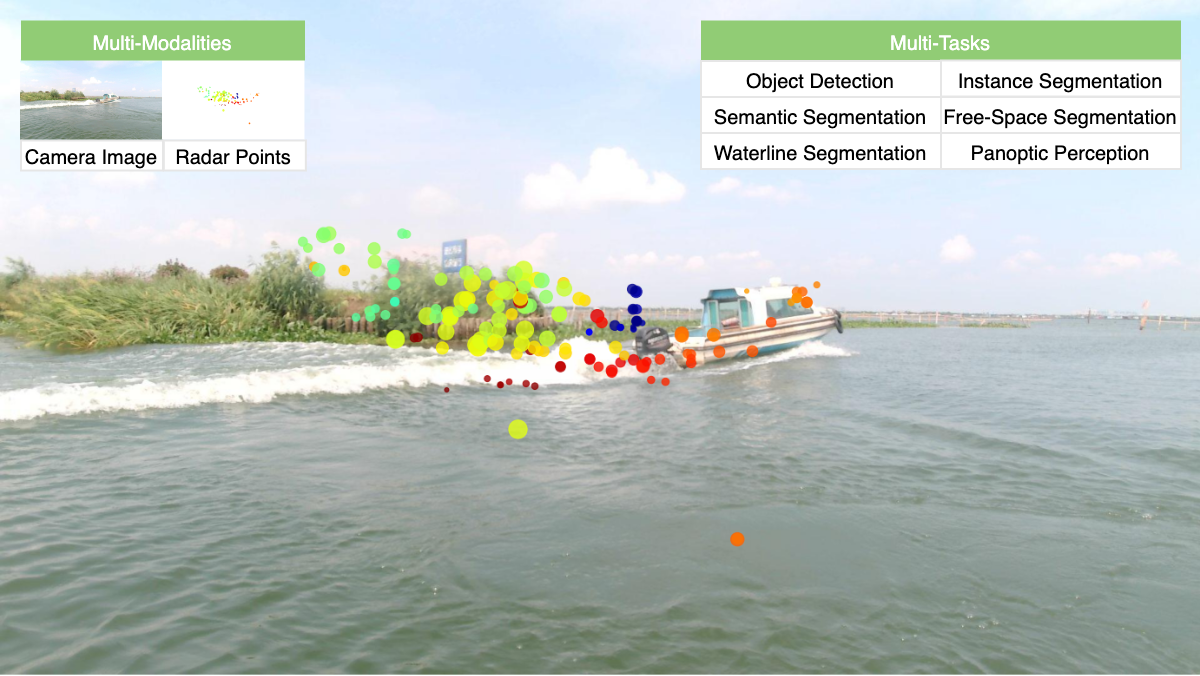 Multi-Modalities
Camera Image
Radar Points
Multi-Tasks
Object Detection
Instance Segmentation
Semantic Segmentation
Free-Space Segmentation
Waterline Segmentation
Panoptic Perception